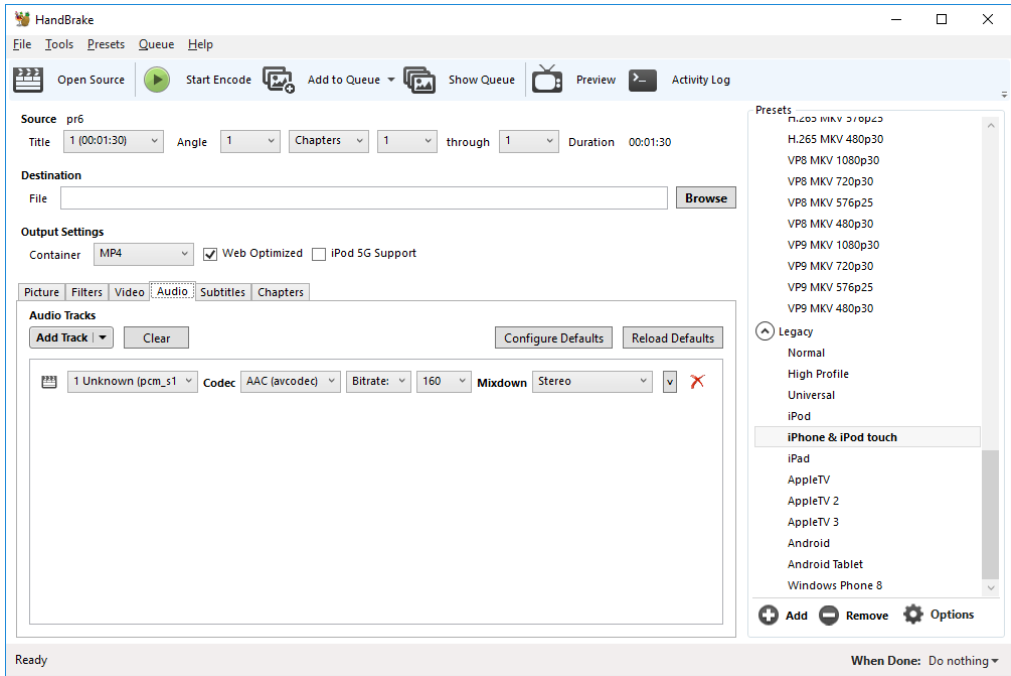 HandBrake
File Tools Presets Queue Help
Open Source Start Encode Add to Queue Show Queue Preview Activity Log
Source pr6
Title 1 (00:01:30) Angle 1 Chapters 1 through 1 Duration 00:01:30
Destination
File Browse
Output Settings
Container MP4 Web Optimized iPod 5G Support
Picture Filters Video Audio Subtitles Chapters
Audio Tracks
Add Track Clear Configure Defaults Reload Defaults
1 Unknown (pcm_s1 Codec AAC (avcodec) Bitrate: 160 Mixdown Stereo v
Presets
H.265 MKV 576p25
H.265 MKV 480p30
VP8 MKV 1080p30
VP8 MKV 720p30
VP8 MKV 576p25
VP8 MKV 480p30
VP9 MKV 1080p30
VP9 MKV 720p30
VP9 MKV 576p25
VP9 MKV 480p30
Legacy
Normal
High Profile
Universal
iPod
iPhone & iPod touch
iPad
AppleTV
AppleTV 2
AppleTV 3
Android
Android Tablet
Windows Phone 8
Add Remove Options
Ready When Done: Do nothing